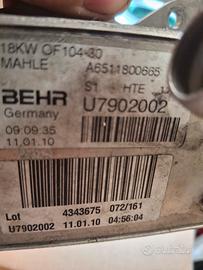 18KW OF104-30
MAHLE A6511800665
S1 HTE
BEHR U7902002
Germany
09:09:35
11.01.10
Lot 4343675 072/161
U7902002 11.01.10 04:56:04